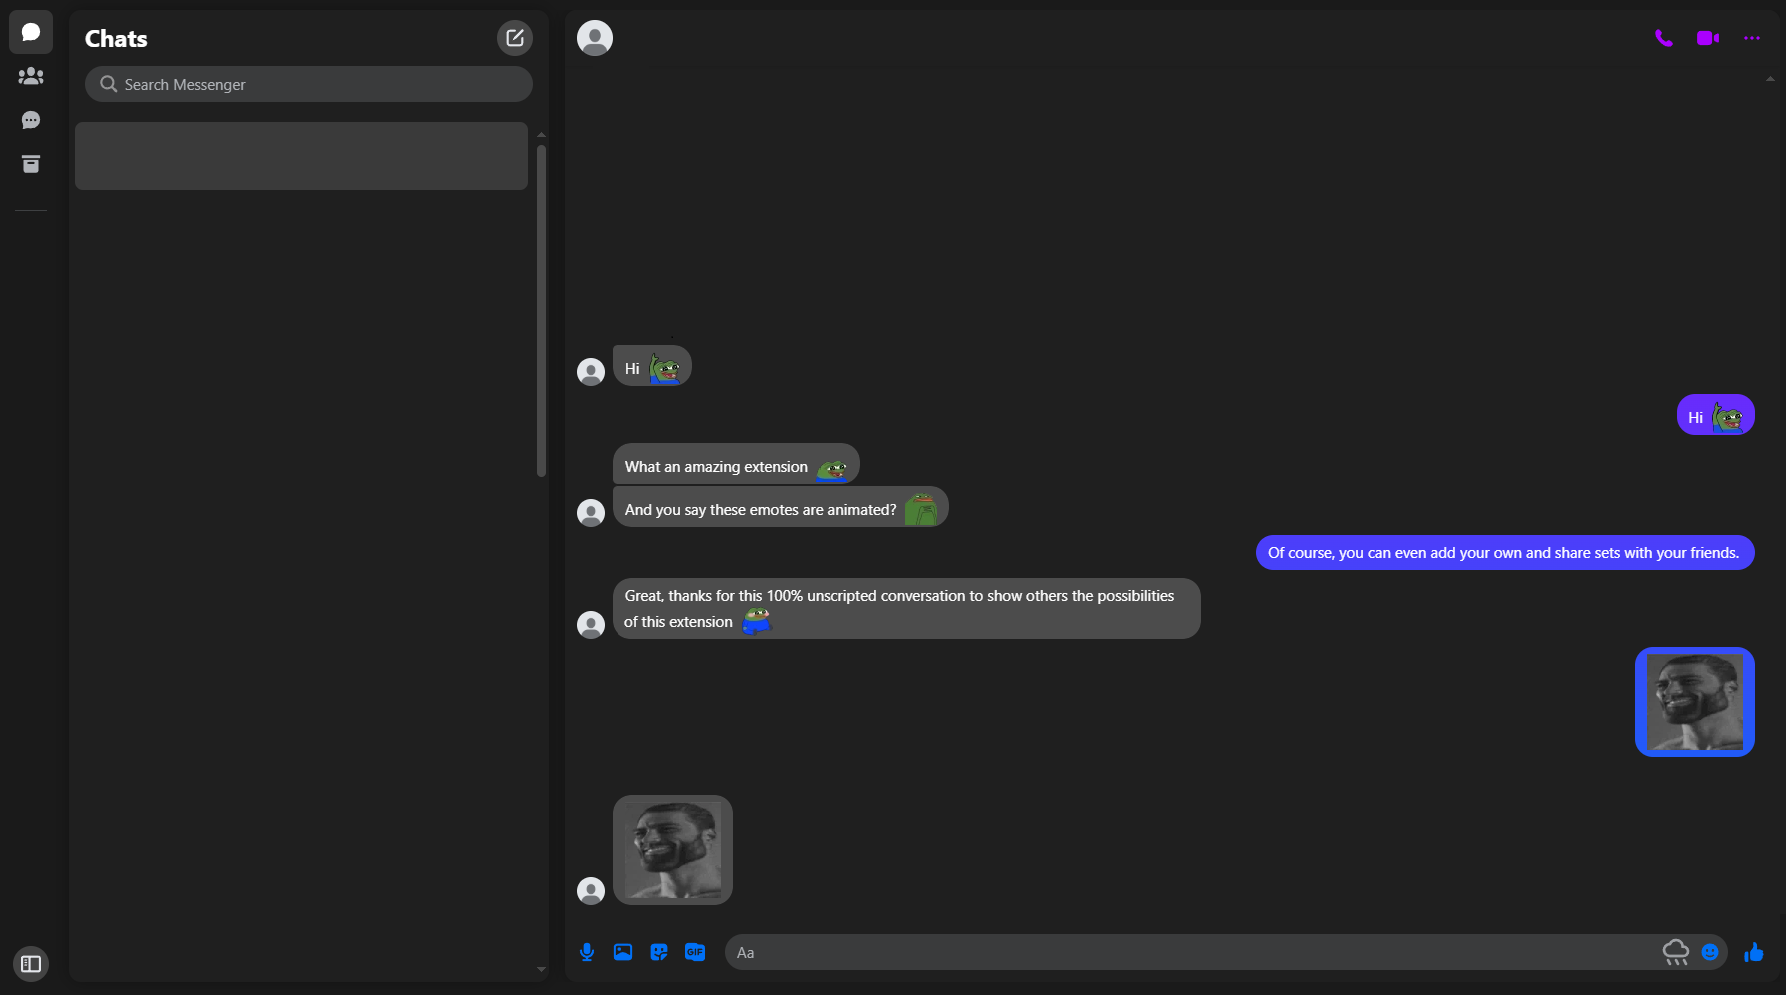 Chats
Search Messenger
Hi
Hi
What an amazing extension
And you say these emotes are animated?
Of course, you can even add your own and share sets with your friends.
Great, thanks for this 100% unscripted conversation to show others the possibilities
of this extension
GIF
Aa